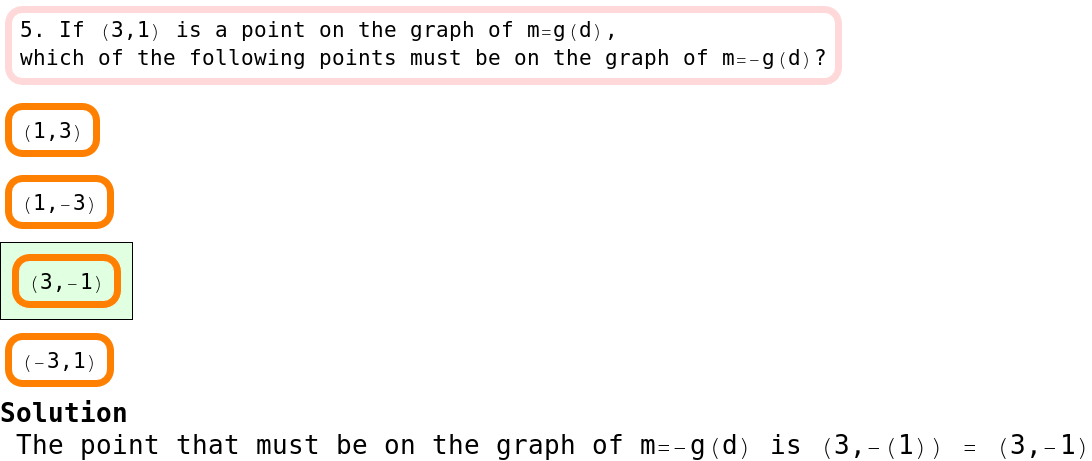 5. If (3,1) is a point on the graph of m=g(d),
which of the following points must be on the graph of m=-g(d)?
(1,3)
(1,-3)
(3,-1)
(-3,1)
Solution
The point that must be on the graph of m=-g(d) is (3,-(1)) = (3,-1)